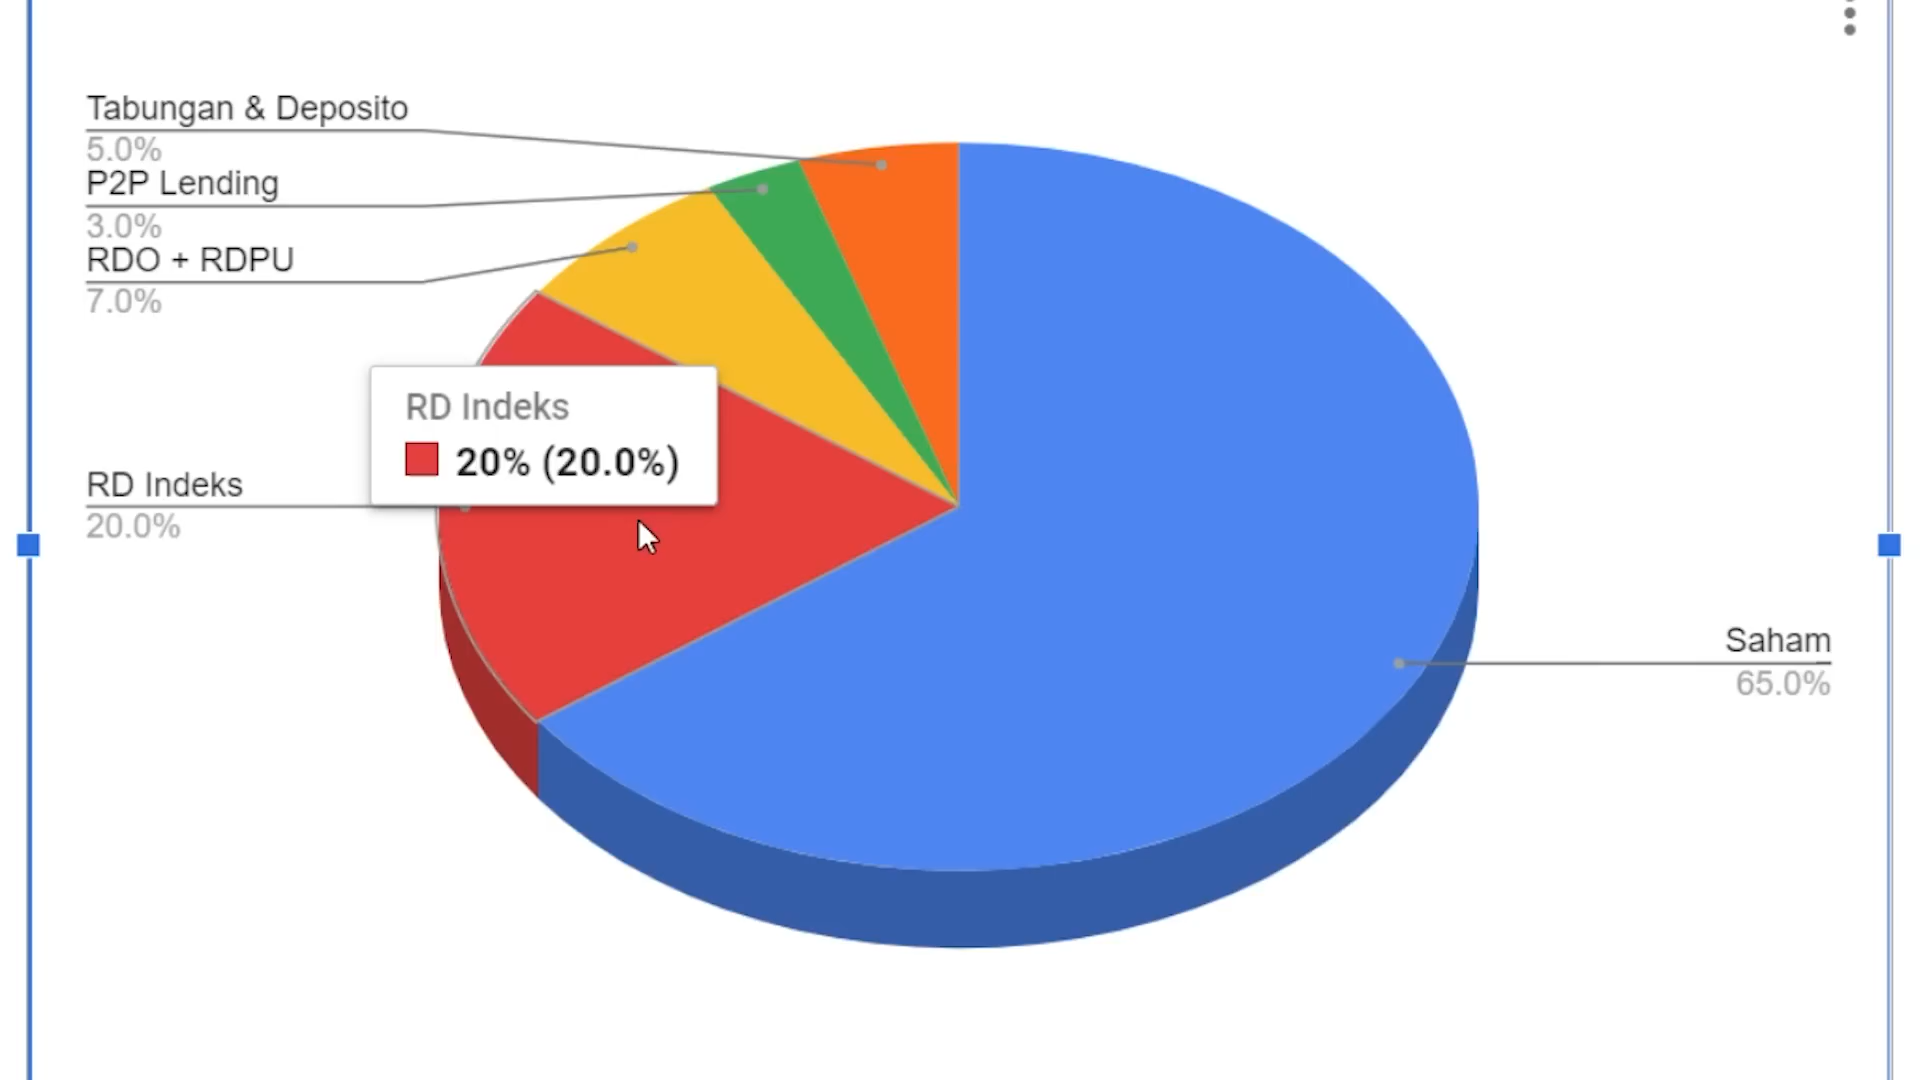 Tabungan & Deposito
5.0%
P2P Lending
3.0%
RDO + RDPU
7.0%
RD Indeks
20% (20.0%)
RD Indeks
20.0%
Saham
65.0%